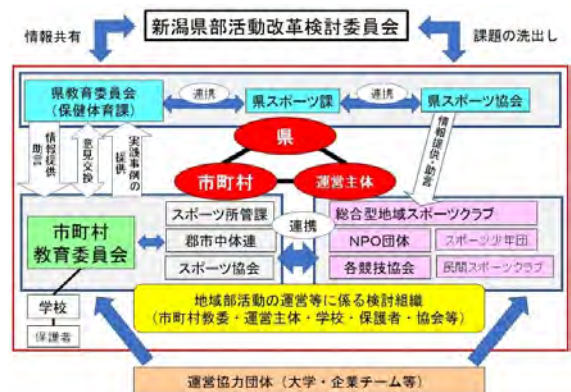 新潟県部活動改革検討委員会
情報共有
課題の洗出し
県教育委員会
(保健体育課)
連携
県スポーツ課
連携
県スポーツ協会
助言
情報提供
意見交換
提供
実践事例の
情報提供・助言
県
市町村
運営主体
市町村
教育委員会
スポーツ所管課
郡市中体連
スポーツ協会
連携
総合型地域スポーツクラブ
NPO団体
スポーツ少年団
各競技協会
民間スポーツクラブ
学校
保護者
地域部活動の運営等に係る検討組織
(市町村教委・運営主体・学校・保護者・協会等)
運営協力団体(大学・企業チーム等)